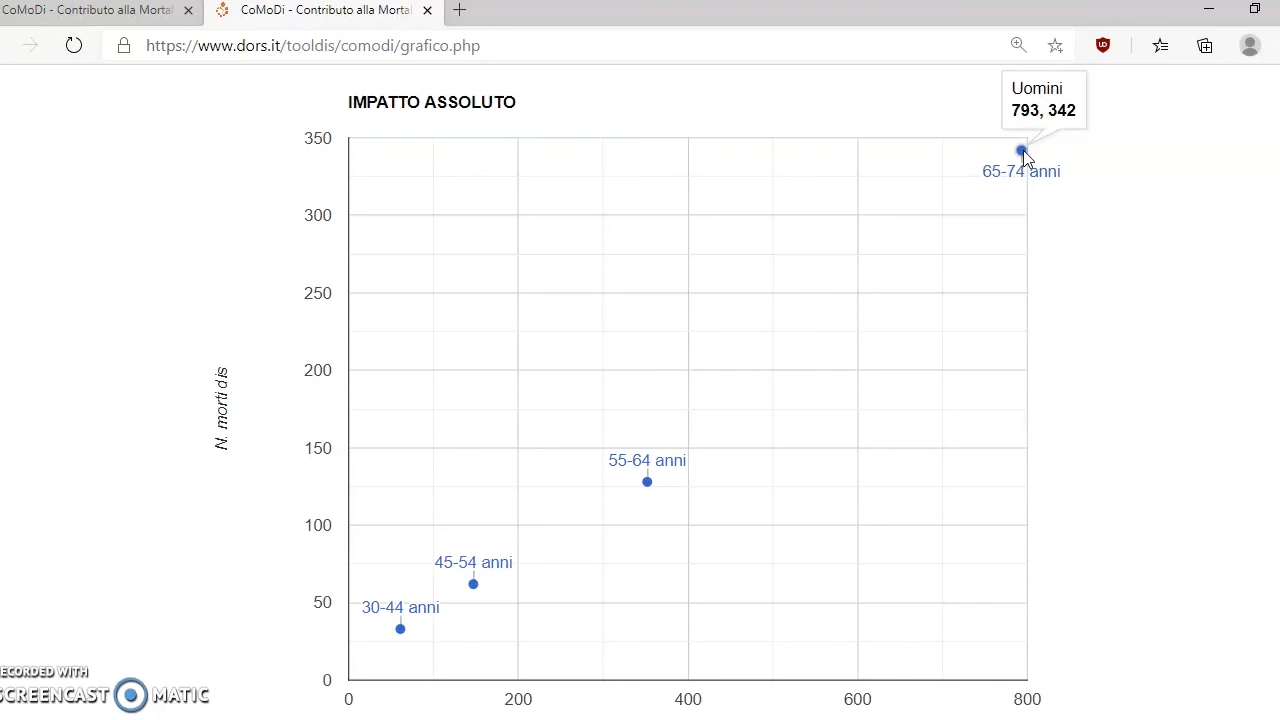 CoMoDi - Contributo alla Mortal
CoMoDi - Contributo alla Mortal
https://www.dors.it/tooldis/comodi/grafico.php
IMPATTO ASSOLUTO
Uomini
793, 342
350
65-74 anni
300
250
200
N. morti dis
150
55-64 anni
100
45-54 anni
50
30-44 anni
0
0 200 400 600 800
RECORDED WITH
SCREENCAST MATIC